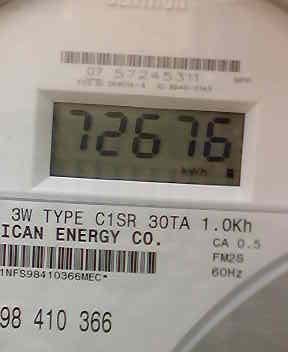 07 57245311
72676
kWh
3W TYPE C1SR 30TA 1.0Kh
ICAN ENERGY CO.
CA 0.5
FM2S
60Hz
1NFS98410366MEC*
98 410 366